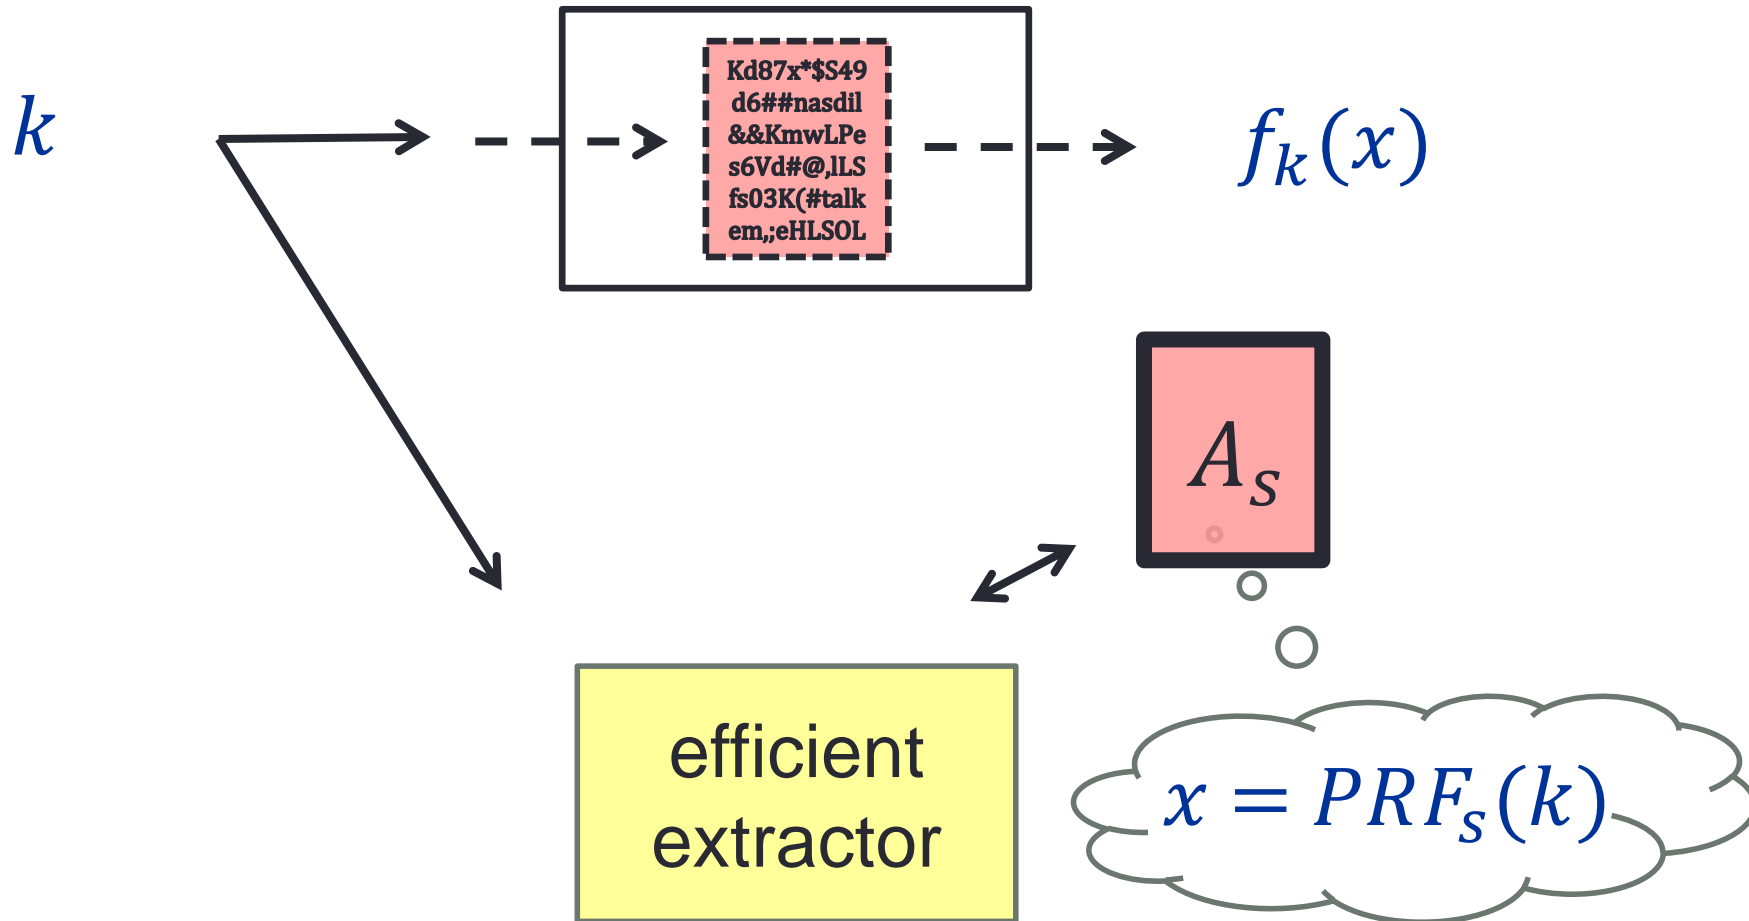 Kd87x*$S49
d6##nasdil
&&KmwLPe
s6Vd#@,lLS
fs03K(#talk
em,;eHLSOL
k
f_k(x)
A_s
efficient
extractor
x = PRF_s(k)